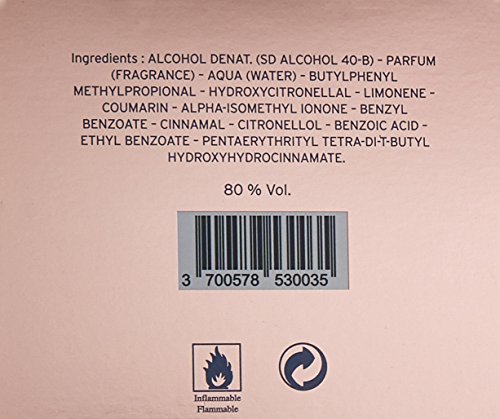 Ingredients : ALCOHOL DENAT. (SD ALCOHOL 40-B) – PARFUM
(FRAGRANCE) – AQUA (WATER) – BUTYLPHENYL
METHYLPROPIONAL – HYDROXYCITRONELLAL – LIMONENE –
COUMARIN – ALPHA-ISOMETHYL IONONE – BENZYL
BENZOATE – CINNAMAL – CITRONELLOL – BENZOIC ACID –
ETHYL BENZOATE – PENTAERYTHRITYL TETRA-DI-T-BUTYL
HYDROXYHYDROCINNAMATE.
80 % Vol.
3 700578 530035
Inflammable
Flammable